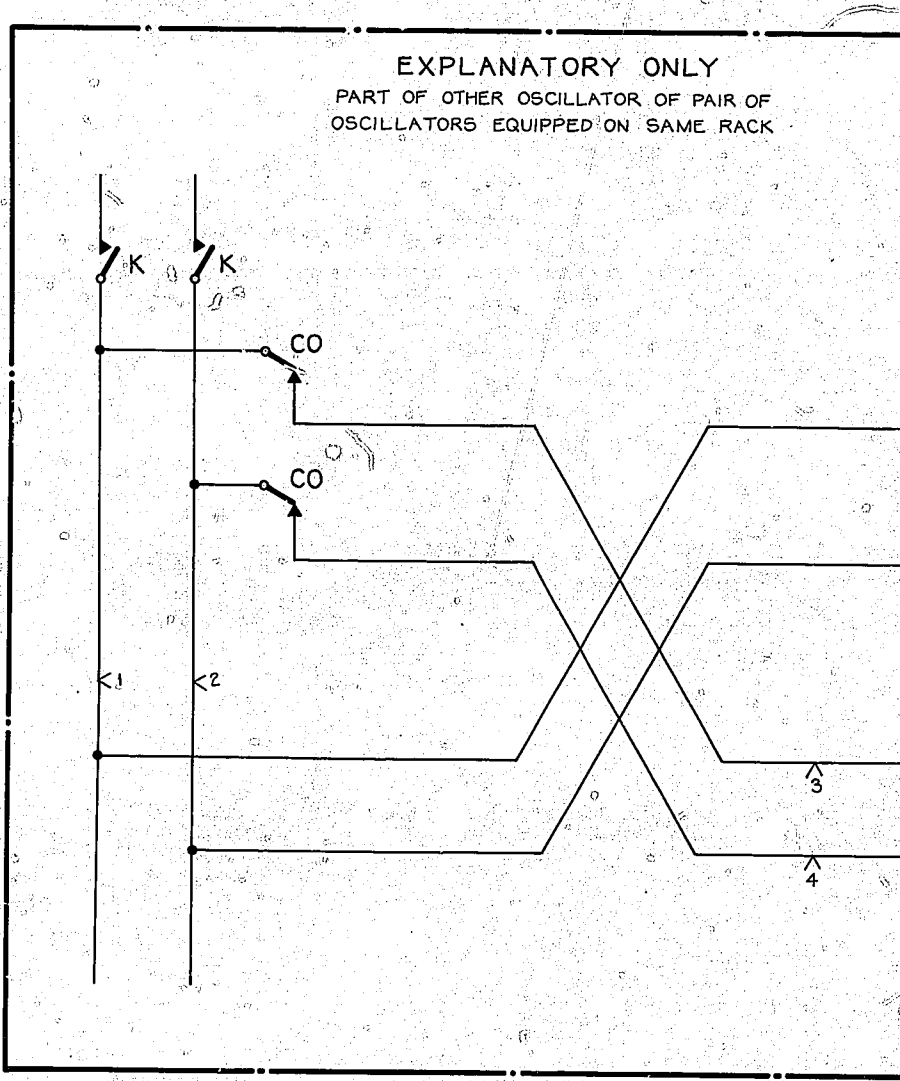 EXPLANATORY ONLY
PART OF OTHER OSCILLATOR OF PAIR OF
OSCILLATORS EQUIPPED ON SAME RACK
K
K
CO
CO
1
2
3
4